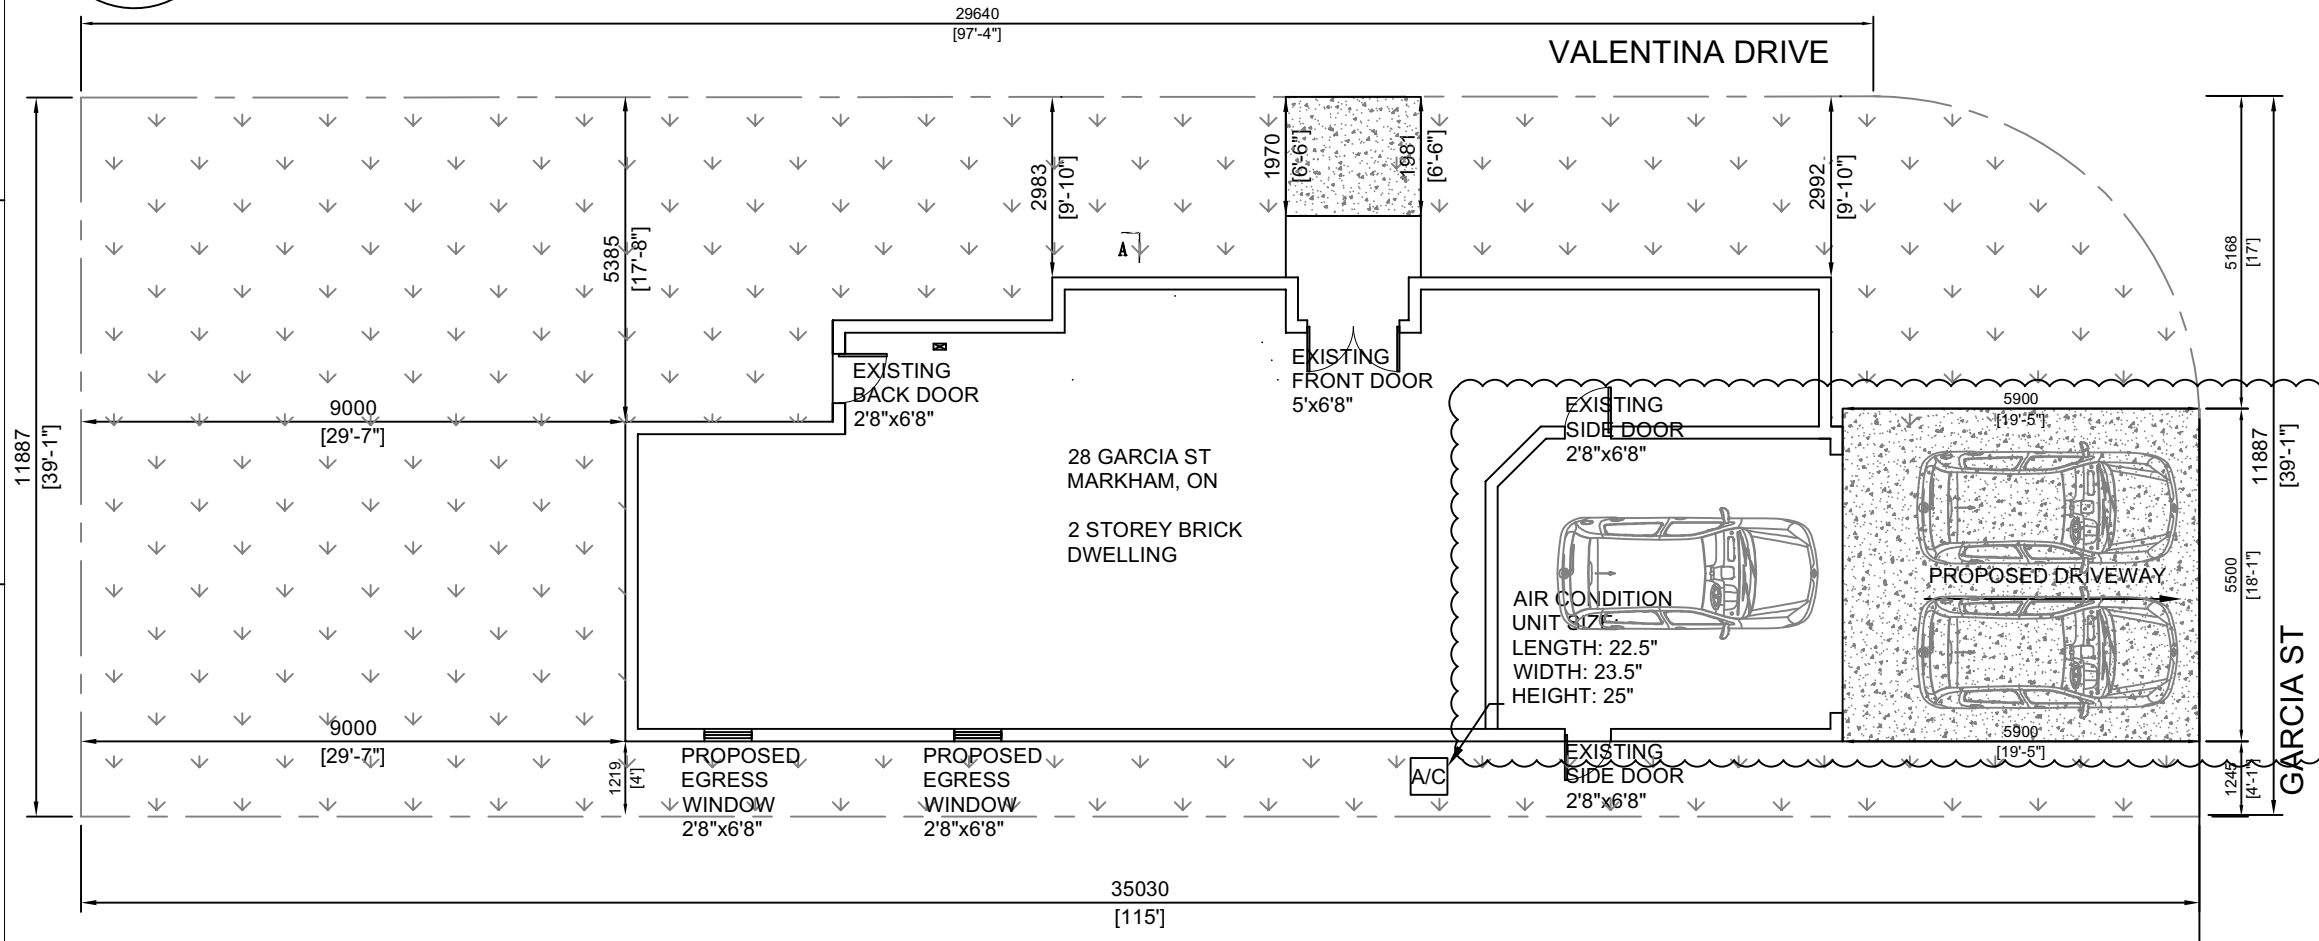 29640
[97'-4"]
VALENTINA DRIVE
11887
[39'-1"]
5385
[17'-8"]
2983
[9'-10"]
1970
[6'-6"]
1981
[6'-6"]
2992
[9'-10"]
5168
[17']
11887
[39'-1"]
A
EXISTING
BACK DOOR
2'8"x6'8"
EXISTING
FRONT DOOR
5'x6'8"
EXISTING
SIDE DOOR
2'8"x6'8"
9000
[29'-7"]
5900
[19'-5"]
28 GARCIA ST
MARKHAM, ON
2 STOREY BRICK
DWELLING
PROPOSED DRIVEWAY
5500
[18'-1"]
AIR CONDITION
UNIT SIZE:
LENGTH: 22.5"
WIDTH: 23.5"
HEIGHT: 25"
GARCIA ST
9000
[29'-7"]
1219
[4']
PROPOSED
EGRESS
WINDOW
2'8"x6'8"
PROPOSED
EGRESS
WINDOW
2'8"x6'8"
A/C
EXISTING
SIDE DOOR
2'8"x6'8"
5900
[19'-5"]
1245
[4'-1"]
35030
[115']